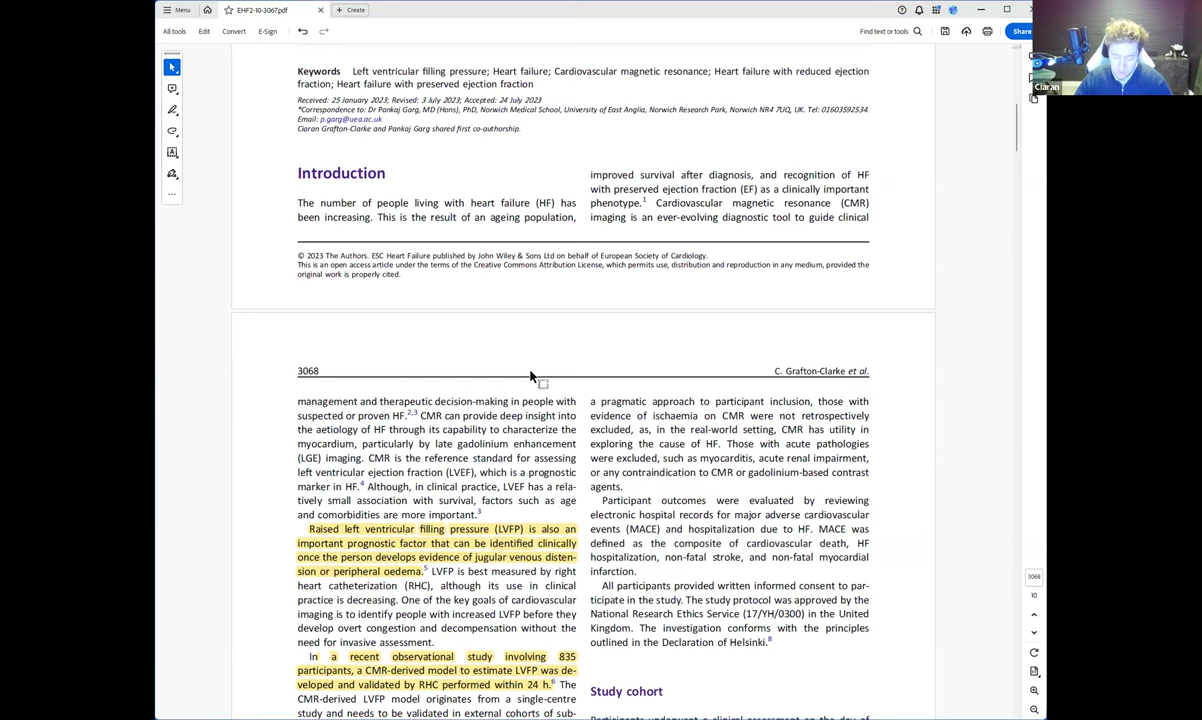 Menu
EHF2-10-3067.pdf
Create
All tools
Edit
Convert
E-Sign
Find text or tools
Share
Ciaran
Keywords Left ventricular filling pressure; Heart failure; Cardiovascular magnetic resonance; Heart failure with reduced ejection
fraction; Heart failure with preserved ejection fraction
Received: 25 January 2023; Revised: 3 July 2023; Accepted: 24 July 2023
*Correspondence to: Dr Pankaj Garg, MD (Hons), PhD, Norwich Medical School, University of East Anglia, Norwich Research Park, Norwich NR4 7UQ, UK. Tel: 01603592534.
Email: p.garg@uea.ac.uk
Ciaran Grafton-Clarke and Pankaj Garg shared first co-authorship.
Introduction
The number of people living with heart failure (HF) has
been increasing. This is the result of an ageing population,
improved survival after diagnosis, and recognition of HF
with preserved ejection fraction (EF) as a clinically important
phenotype.1 Cardiovascular magnetic resonance (CMR)
imaging is an ever-evolving diagnostic tool to guide clinical
© 2023 The Authors. ESC Heart Failure published by John Wiley & Sons Ltd on behalf of European Society of Cardiology.
This is an open access article under the terms of the Creative Commons Attribution License, which permits use, distribution and reproduction in any medium, provided the
original work is properly cited.
3068
C. Grafton-Clarke et al.
management and therapeutic decision-making in people with
suspected or proven HF.2,3 CMR can provide deep insight into
the aetiology of HF through its capability to characterize the
myocardium, particularly by late gadolinium enhancement
(LGE) imaging. CMR is the reference standard for assessing
left ventricular ejection fraction (LVEF), which is a prognostic
marker in HF.4 Although, in clinical practice, LVEF has a rela-
tively small association with survival, factors such as age
and comorbidities are more important.3
Raised left ventricular filling pressure (LVFP) is also an
important prognostic factor that can be identified clinically
once the person develops evidence of jugular venous disten-
sion or peripheral oedema.5 LVFP is best measured by right
heart catheterization (RHC), although its use in clinical
practice is decreasing. One of the key goals of cardiovascular
imaging is to identify people with increased LVFP before they
develop overt congestion and decompensation without the
need for invasive assessment.
In a recent observational study involving 835
participants, a CMR-derived model to estimate LVFP was de-
veloped and validated by RHC performed within 24 h.6 The
CMR-derived LVFP model originates from a single-centre
study and needs to be validated in external cohorts of sub-
a pragmatic approach to participant inclusion, those with
evidence of ischaemia on CMR were not retrospectively
excluded, as, in the real-world setting, CMR has utility in
exploring the cause of HF. Those with acute pathologies
were excluded, such as myocarditis, acute renal impairment,
or any contraindication to CMR or gadolinium-based contrast
agents.
Participant outcomes were evaluated by reviewing
electronic hospital records for major adverse cardiovascular
events (MACE) and hospitalization due to HF. MACE was
defined as the composite of cardiovascular death, HF
hospitalization, non-fatal stroke, and non-fatal myocardial
infarction.
All participants provided written informed consent to par-
ticipate in the study. The study protocol was approved by the
National Research Ethics Service (17/YH/0300) in the United
Kingdom. The investigation conforms with the principles
outlined in the Declaration of Helsinki.8
Study cohort
Participants underwent a clinical assessment on the day of
3068
10